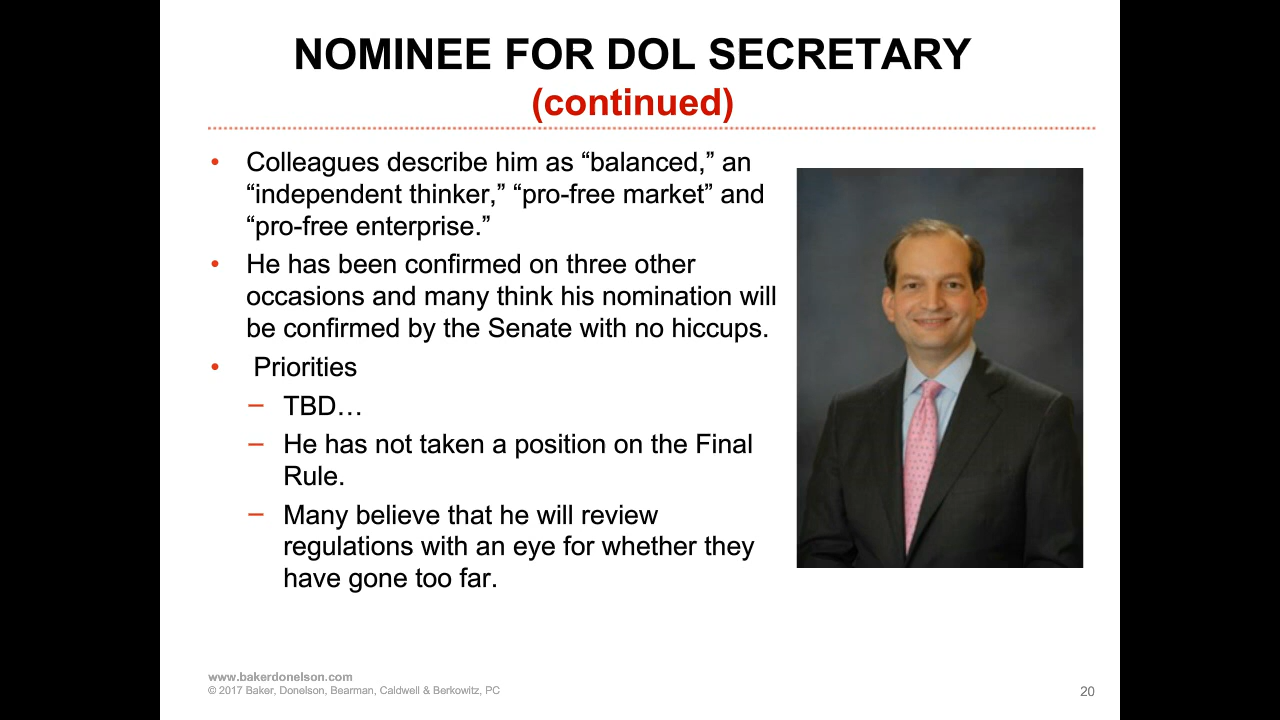 NOMINEE FOR DOL SECRETARY
(continued)
• Colleagues describe him as “balanced,” an
“independent thinker,” “pro-free market” and
“pro-free enterprise.”
• He has been confirmed on three other
occasions and many think his nomination will
be confirmed by the Senate with no hiccups.
• Priorities
– TBD…
– He has not taken a position on the Final
Rule.
– Many believe that he will review
regulations with an eye for whether they
have gone too far.
www.bakerdonelson.com
© 2017 Baker, Donelson, Bearman, Caldwell & Berkowitz, PC
20